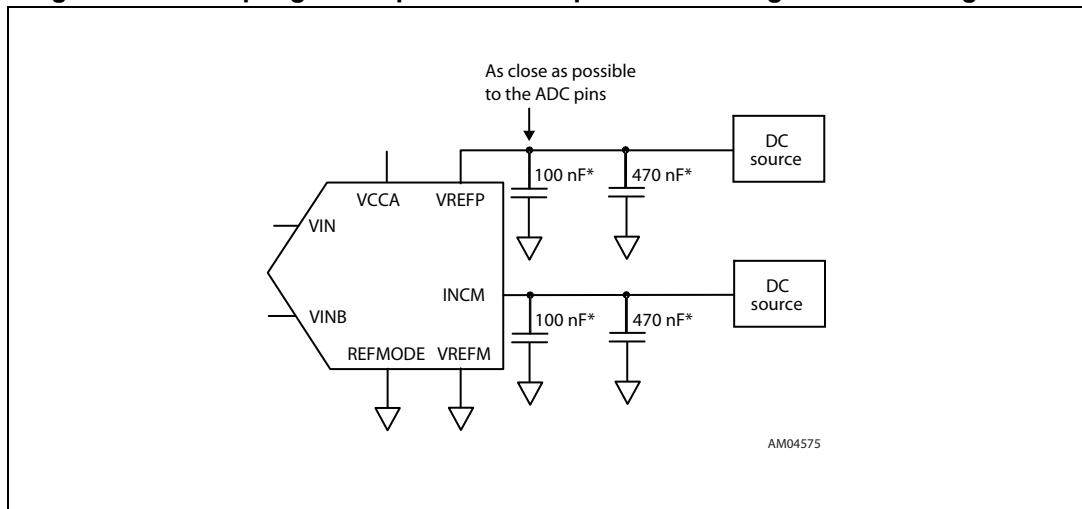 As close as possible
to the ADC pins
DC
source
100 nF*
470 nF*
VCCA
VREFP
VIN
INCM
DC
source
VINB
100 nF*
470 nF*
REFMODE
VREFM
AM04575